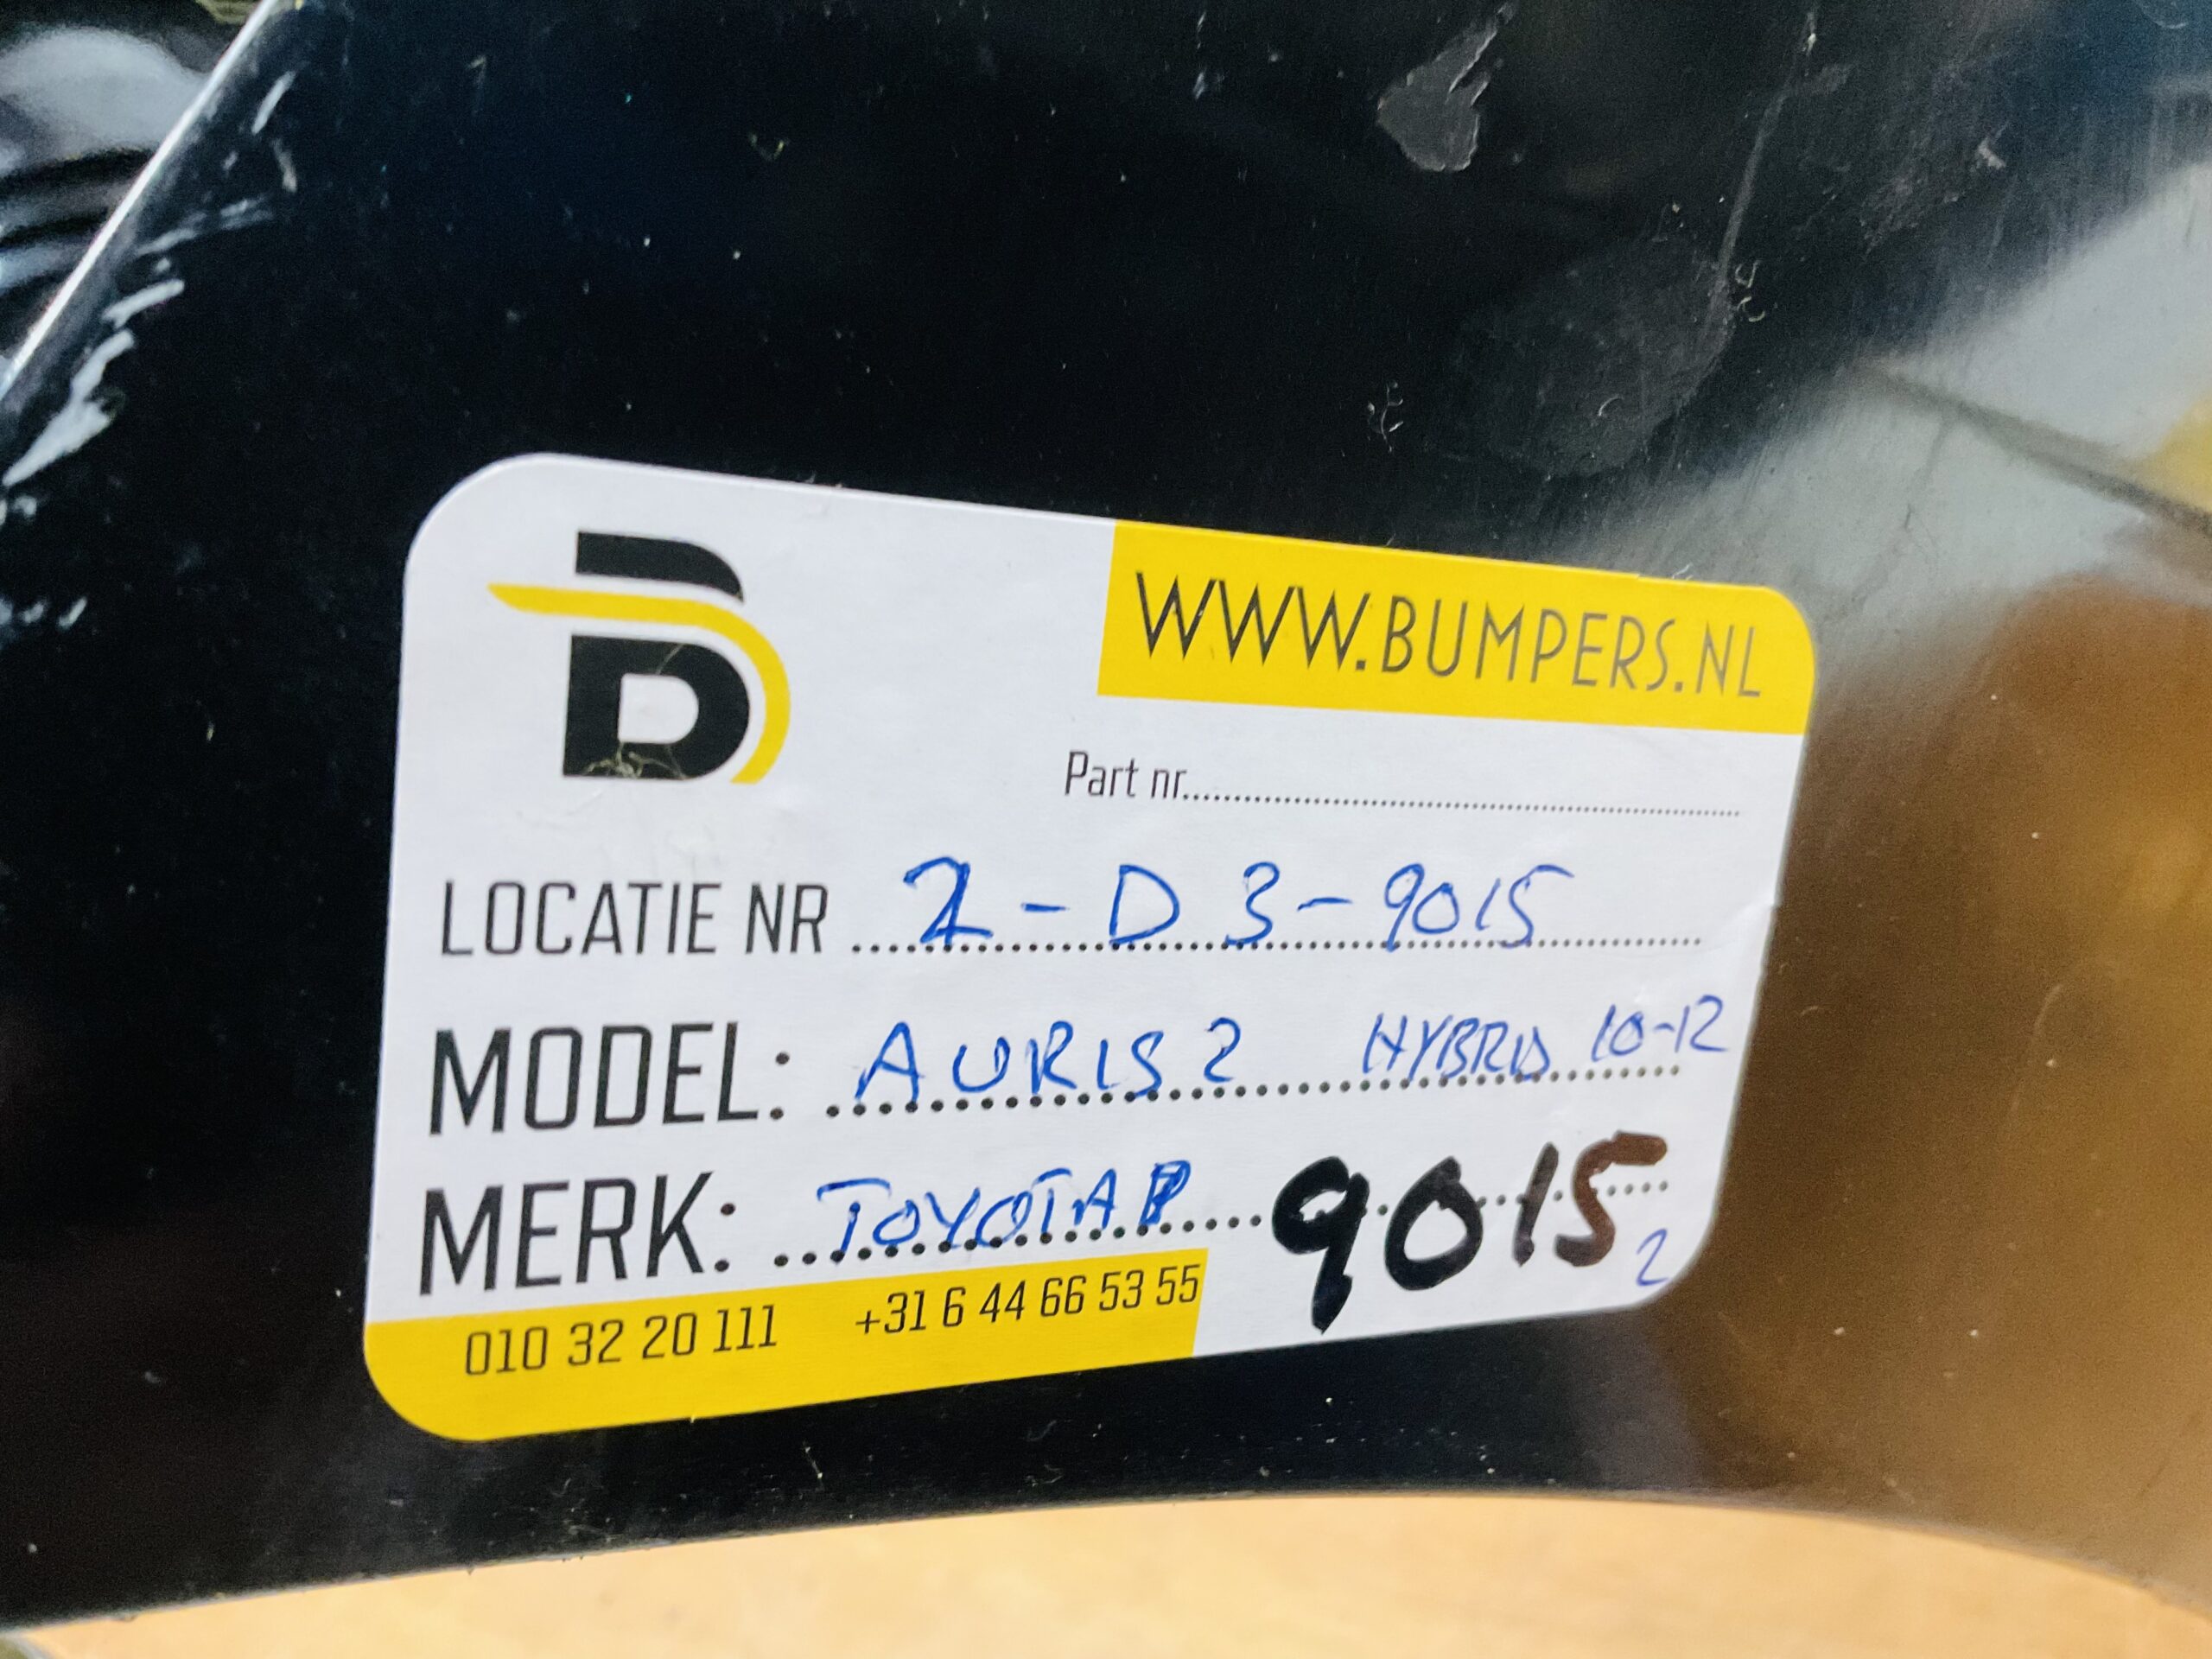 B
WWW.BUMPERS.NL
Part nr.
LOCATIE NR 2-D3-9015
MODEL: AURIS 2 HYBRID 10-12
MERK: TOYOTA 9015
2
010 32 20 111 +31 6 44 66 53 55